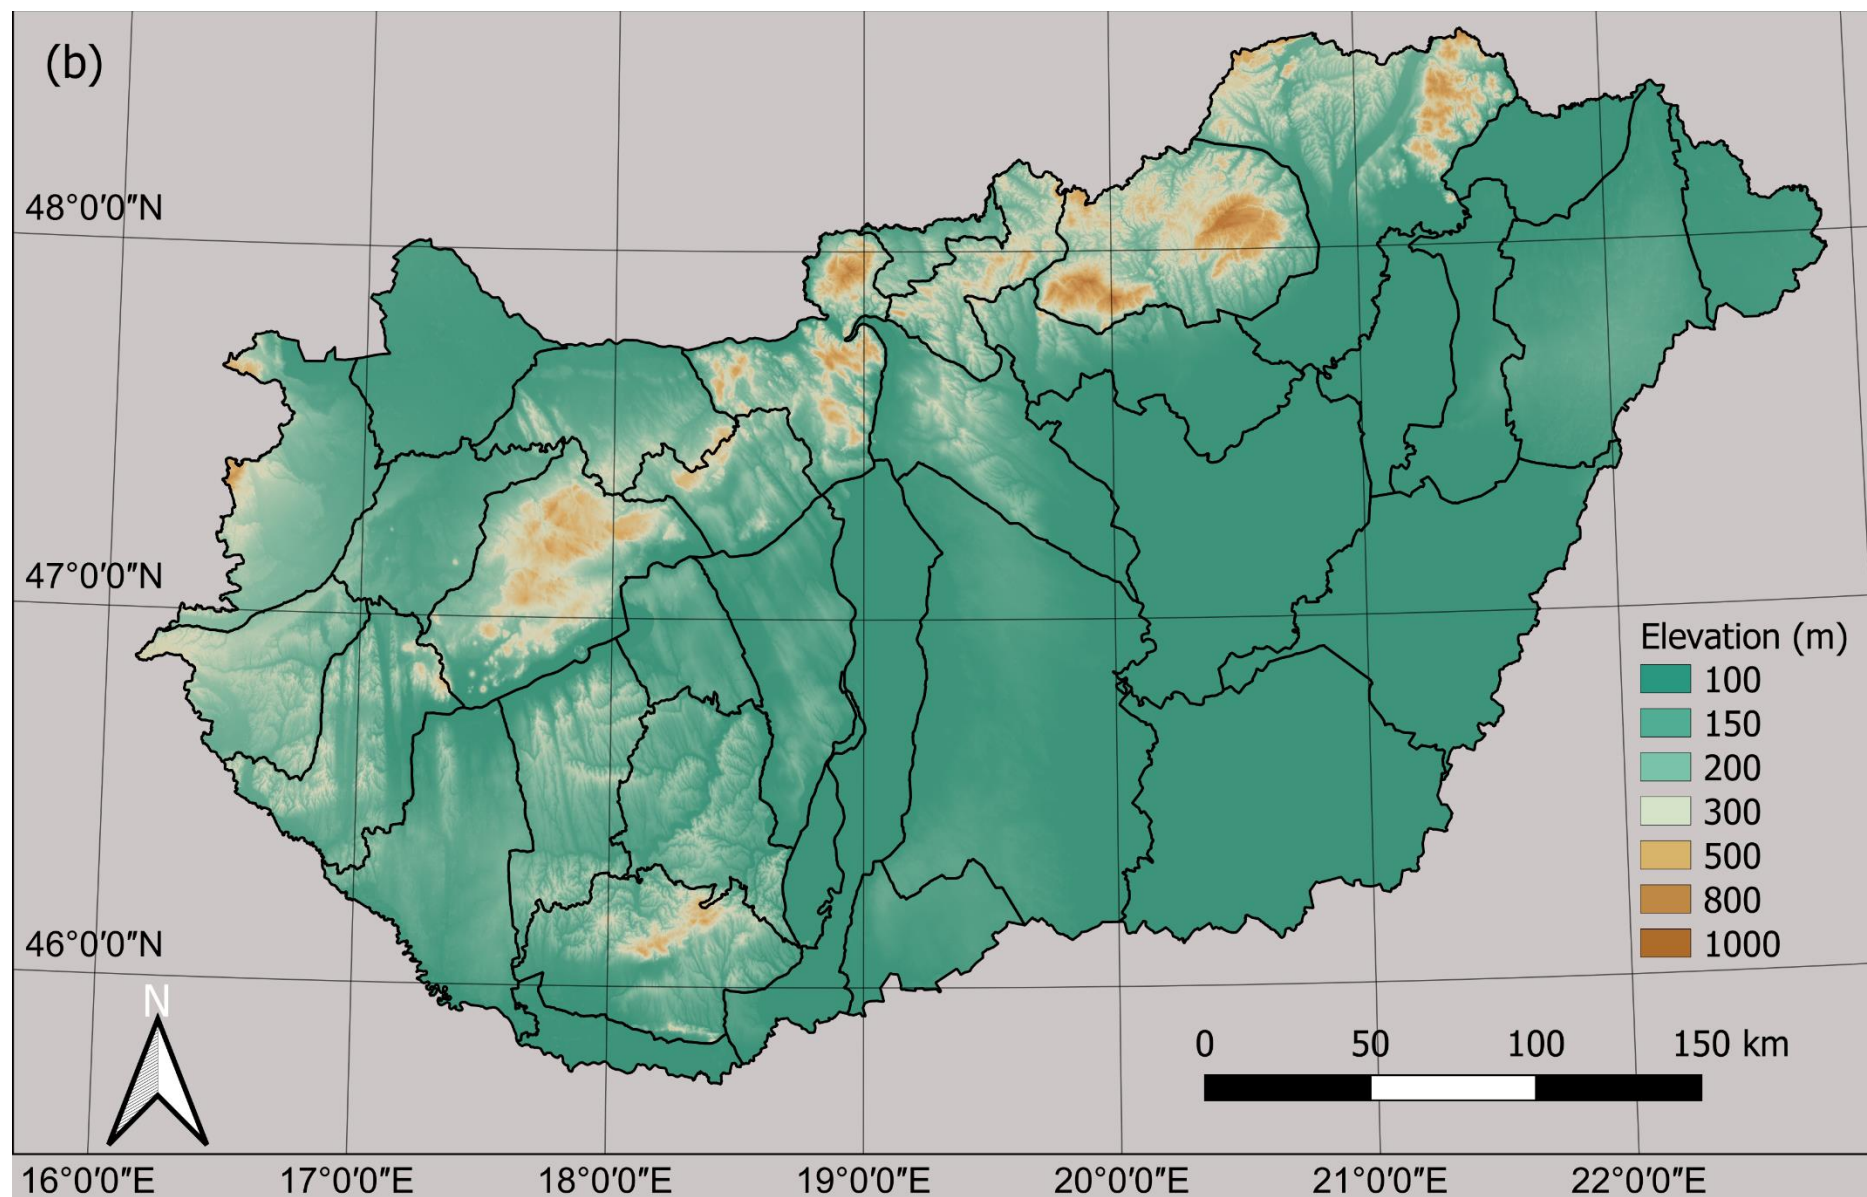 (b)
48°0′0″N
47°0′0″N
46°0′0″N
Elevation (m)
100
150
200
300
500
800
1000
N
0 50 100 150 km
16°0′0″E 17°0′0″E 18°0′0″E 19°0′0″E 20°0′0″E 21°0′0″E 22°0′0″E